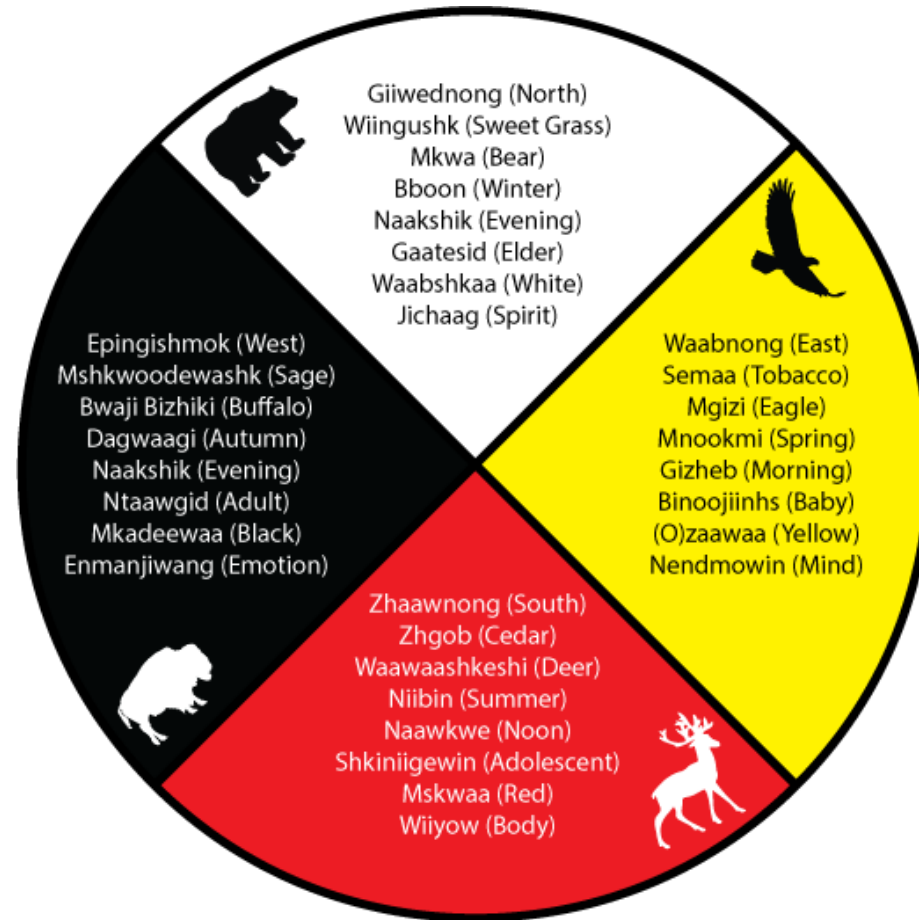 Giiwednong (North)
Wiingushk (Sweet Grass)
Mkwa (Bear)
Bboon (Winter)
Naakshik (Evening)
Gaatesid (Elder)
Waabshkaa (White)
Jichaag (Spirit)
Epingishmok (West)
Mshkwoodewashk (Sage)
Bwaji Bizhiki (Buffalo)
Dagwaagi (Autumn)
Naakshik (Evening)
Ntaawgid (Adult)
Mkadeewaa (Black)
Enmanjiwang (Emotion)
Waabnong (East)
Semaa (Tobacco)
Mgizi (Eagle)
Mnookmi (Spring)
Gizheb (Morning)
Binoojiinhs (Baby)
(O)zaawaa (Yellow)
Nendmowin (Mind)
Zhaawnong (South)
Zhgob (Cedar)
Waawaashkeshi (Deer)
Niibin (Summer)
Naawkwe (Noon)
Shkiniigewin (Adolescent)
Mskwaa (Red)
Wiiyow (Body)